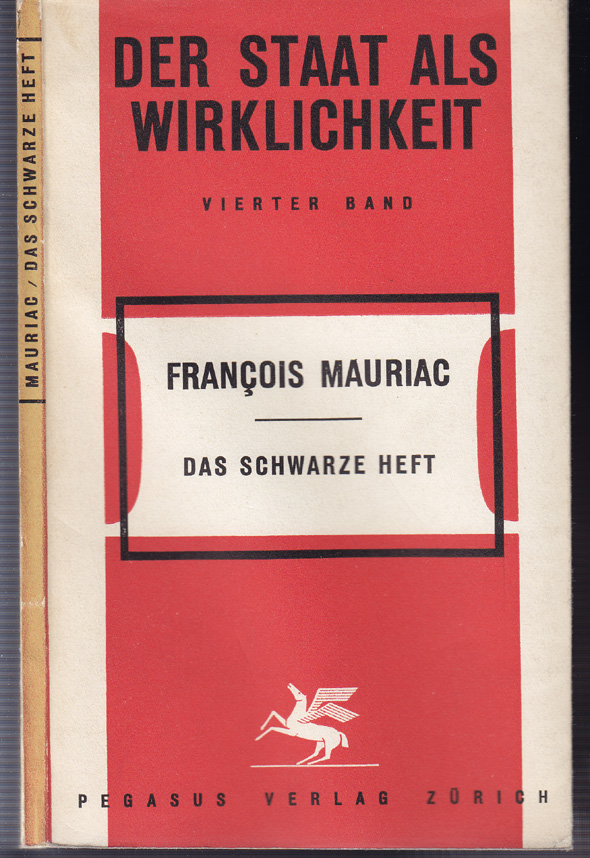 MAURIAC / DAS SCHWARZE HEFT
DER STAAT ALS
WIRKLICHKEIT
VIERTER BAND
FRANÇOIS MAURIAC
DAS SCHWARZE HEFT
PEGASUS VERLAG ZÜRICH